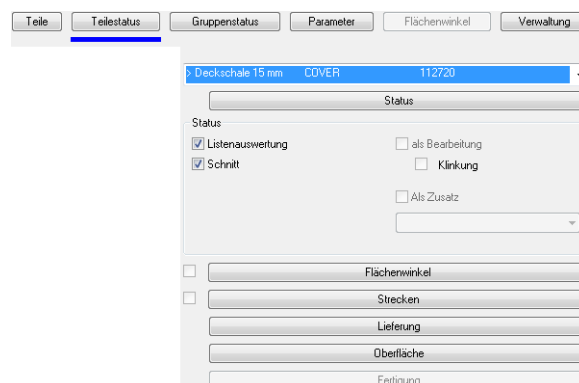 Teile Teilestatus Gruppenstatus Parameter Flächenwinkel Verwaltung
> Deckschale 15 mm COVER 112720
Status
Status
Listenauswertung als Bearbeitung
Schnitt Klinkung
Als Zusatz
Flächenwinkel
Strecken
Lieferung
Oberfläche
Fertigung